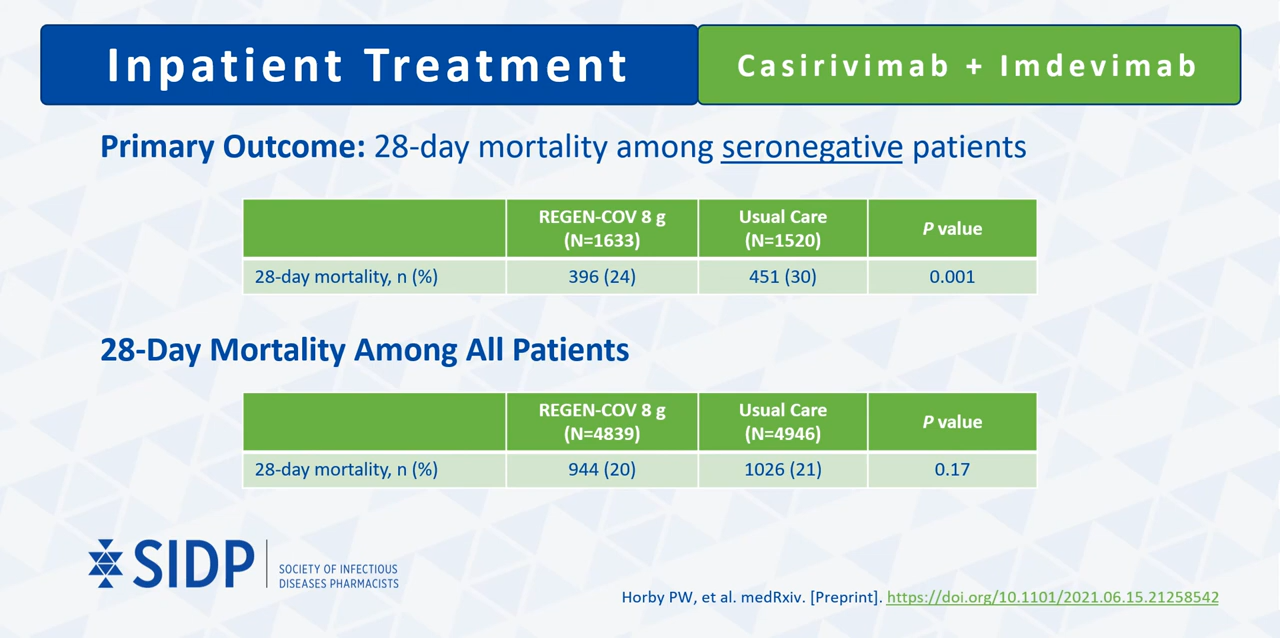 Inpatient Treatment
Casirivimab + Imdevimab
Primary Outcome: 28-day mortality among seronegative patients
REGEN-COV 8 g
(N=1633)
Usual Care
(N=1520)
P value
28-day mortality, n (%) 396 (24) 451 (30) 0.001
28-Day Mortality Among All Patients
REGEN-COV 8 g
(N=4839)
Usual Care
(N=4946)
P value
28-day mortality, n (%) 944 (20) 1026 (21) 0.17
SIDP
SOCIETY OF INFECTIOUS
DISEASES PHARMACISTS
Horby PW, et al. medRxiv. [Preprint]. https://doi.org/10.1101/2021.06.15.21258542